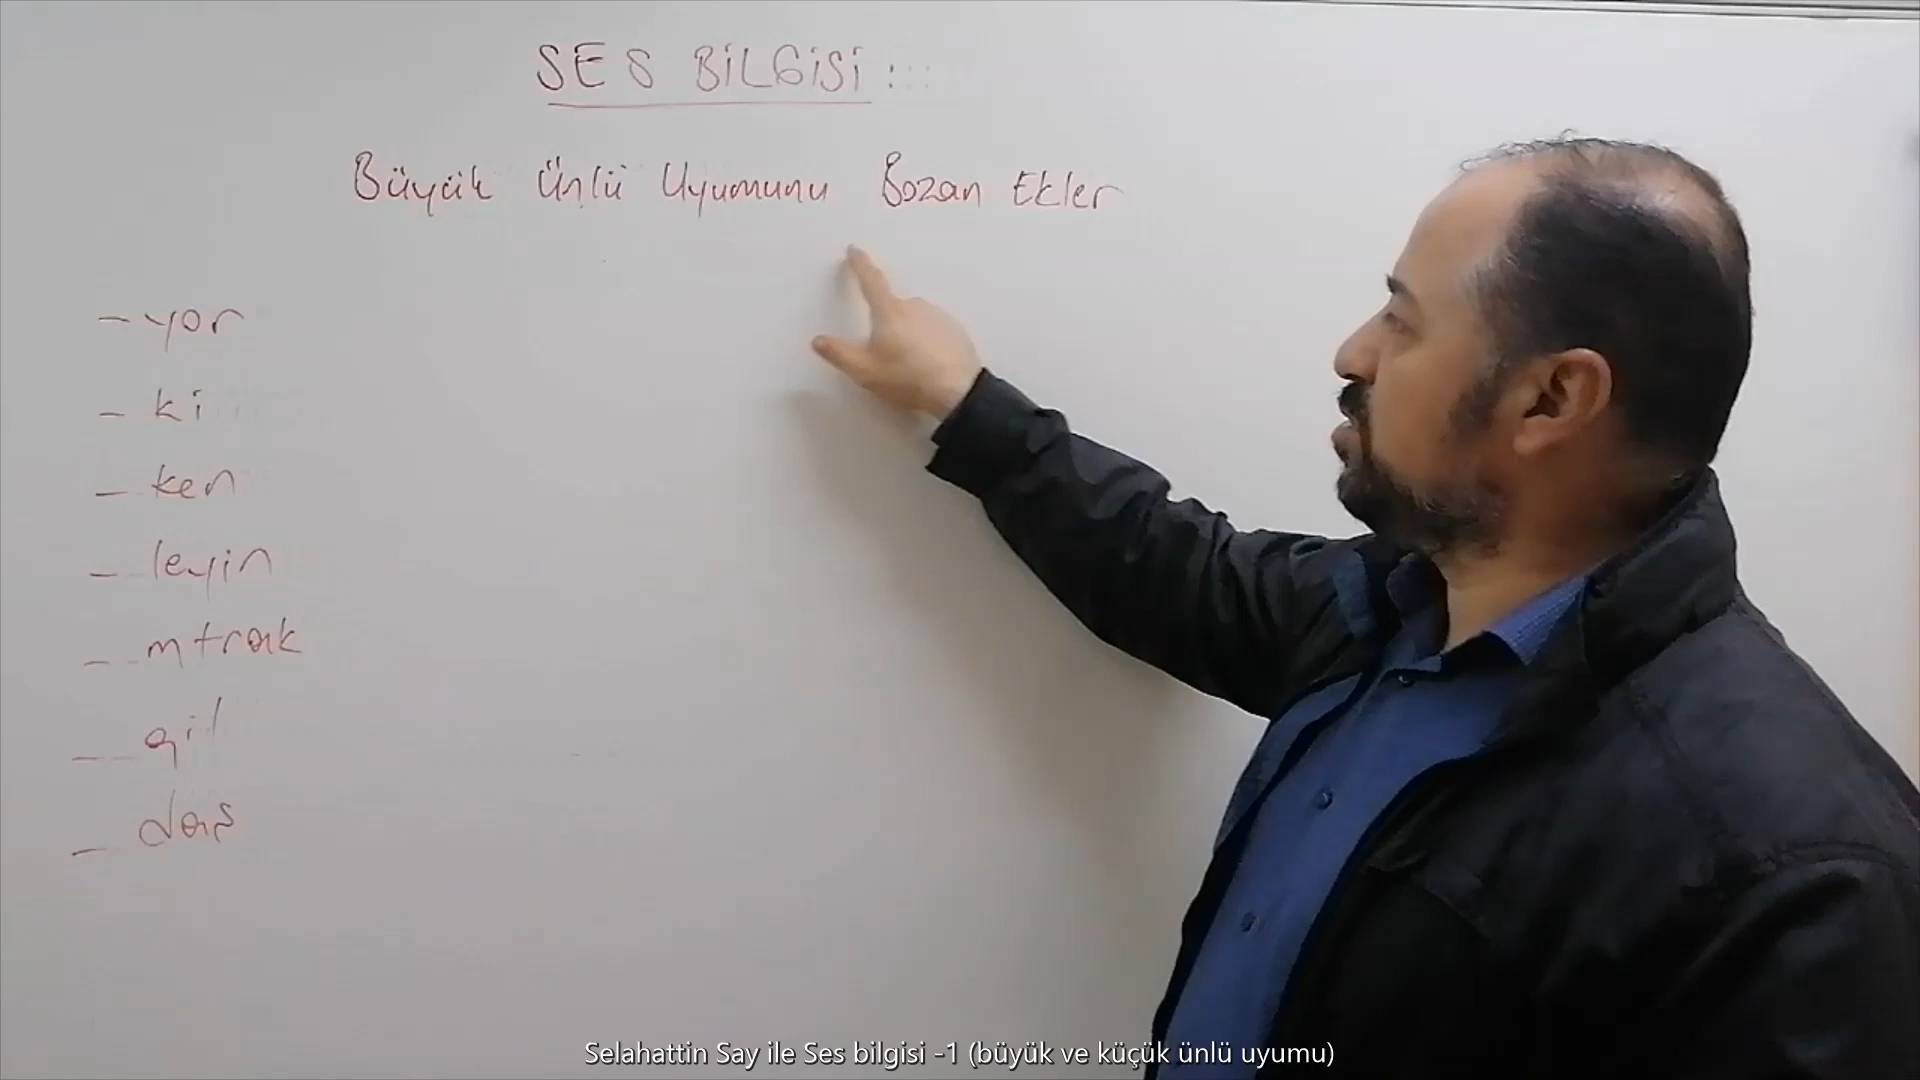 SES BİLGİSİ :
Büyük Ünlü Uyumunu Bozan Ekler
- yor
- ki
- ken
- leyin
- mtrak
- gil
- daş
Selahattin Say ile Ses bilgisi -1 (büyük ve küçük ünlü uyumu)